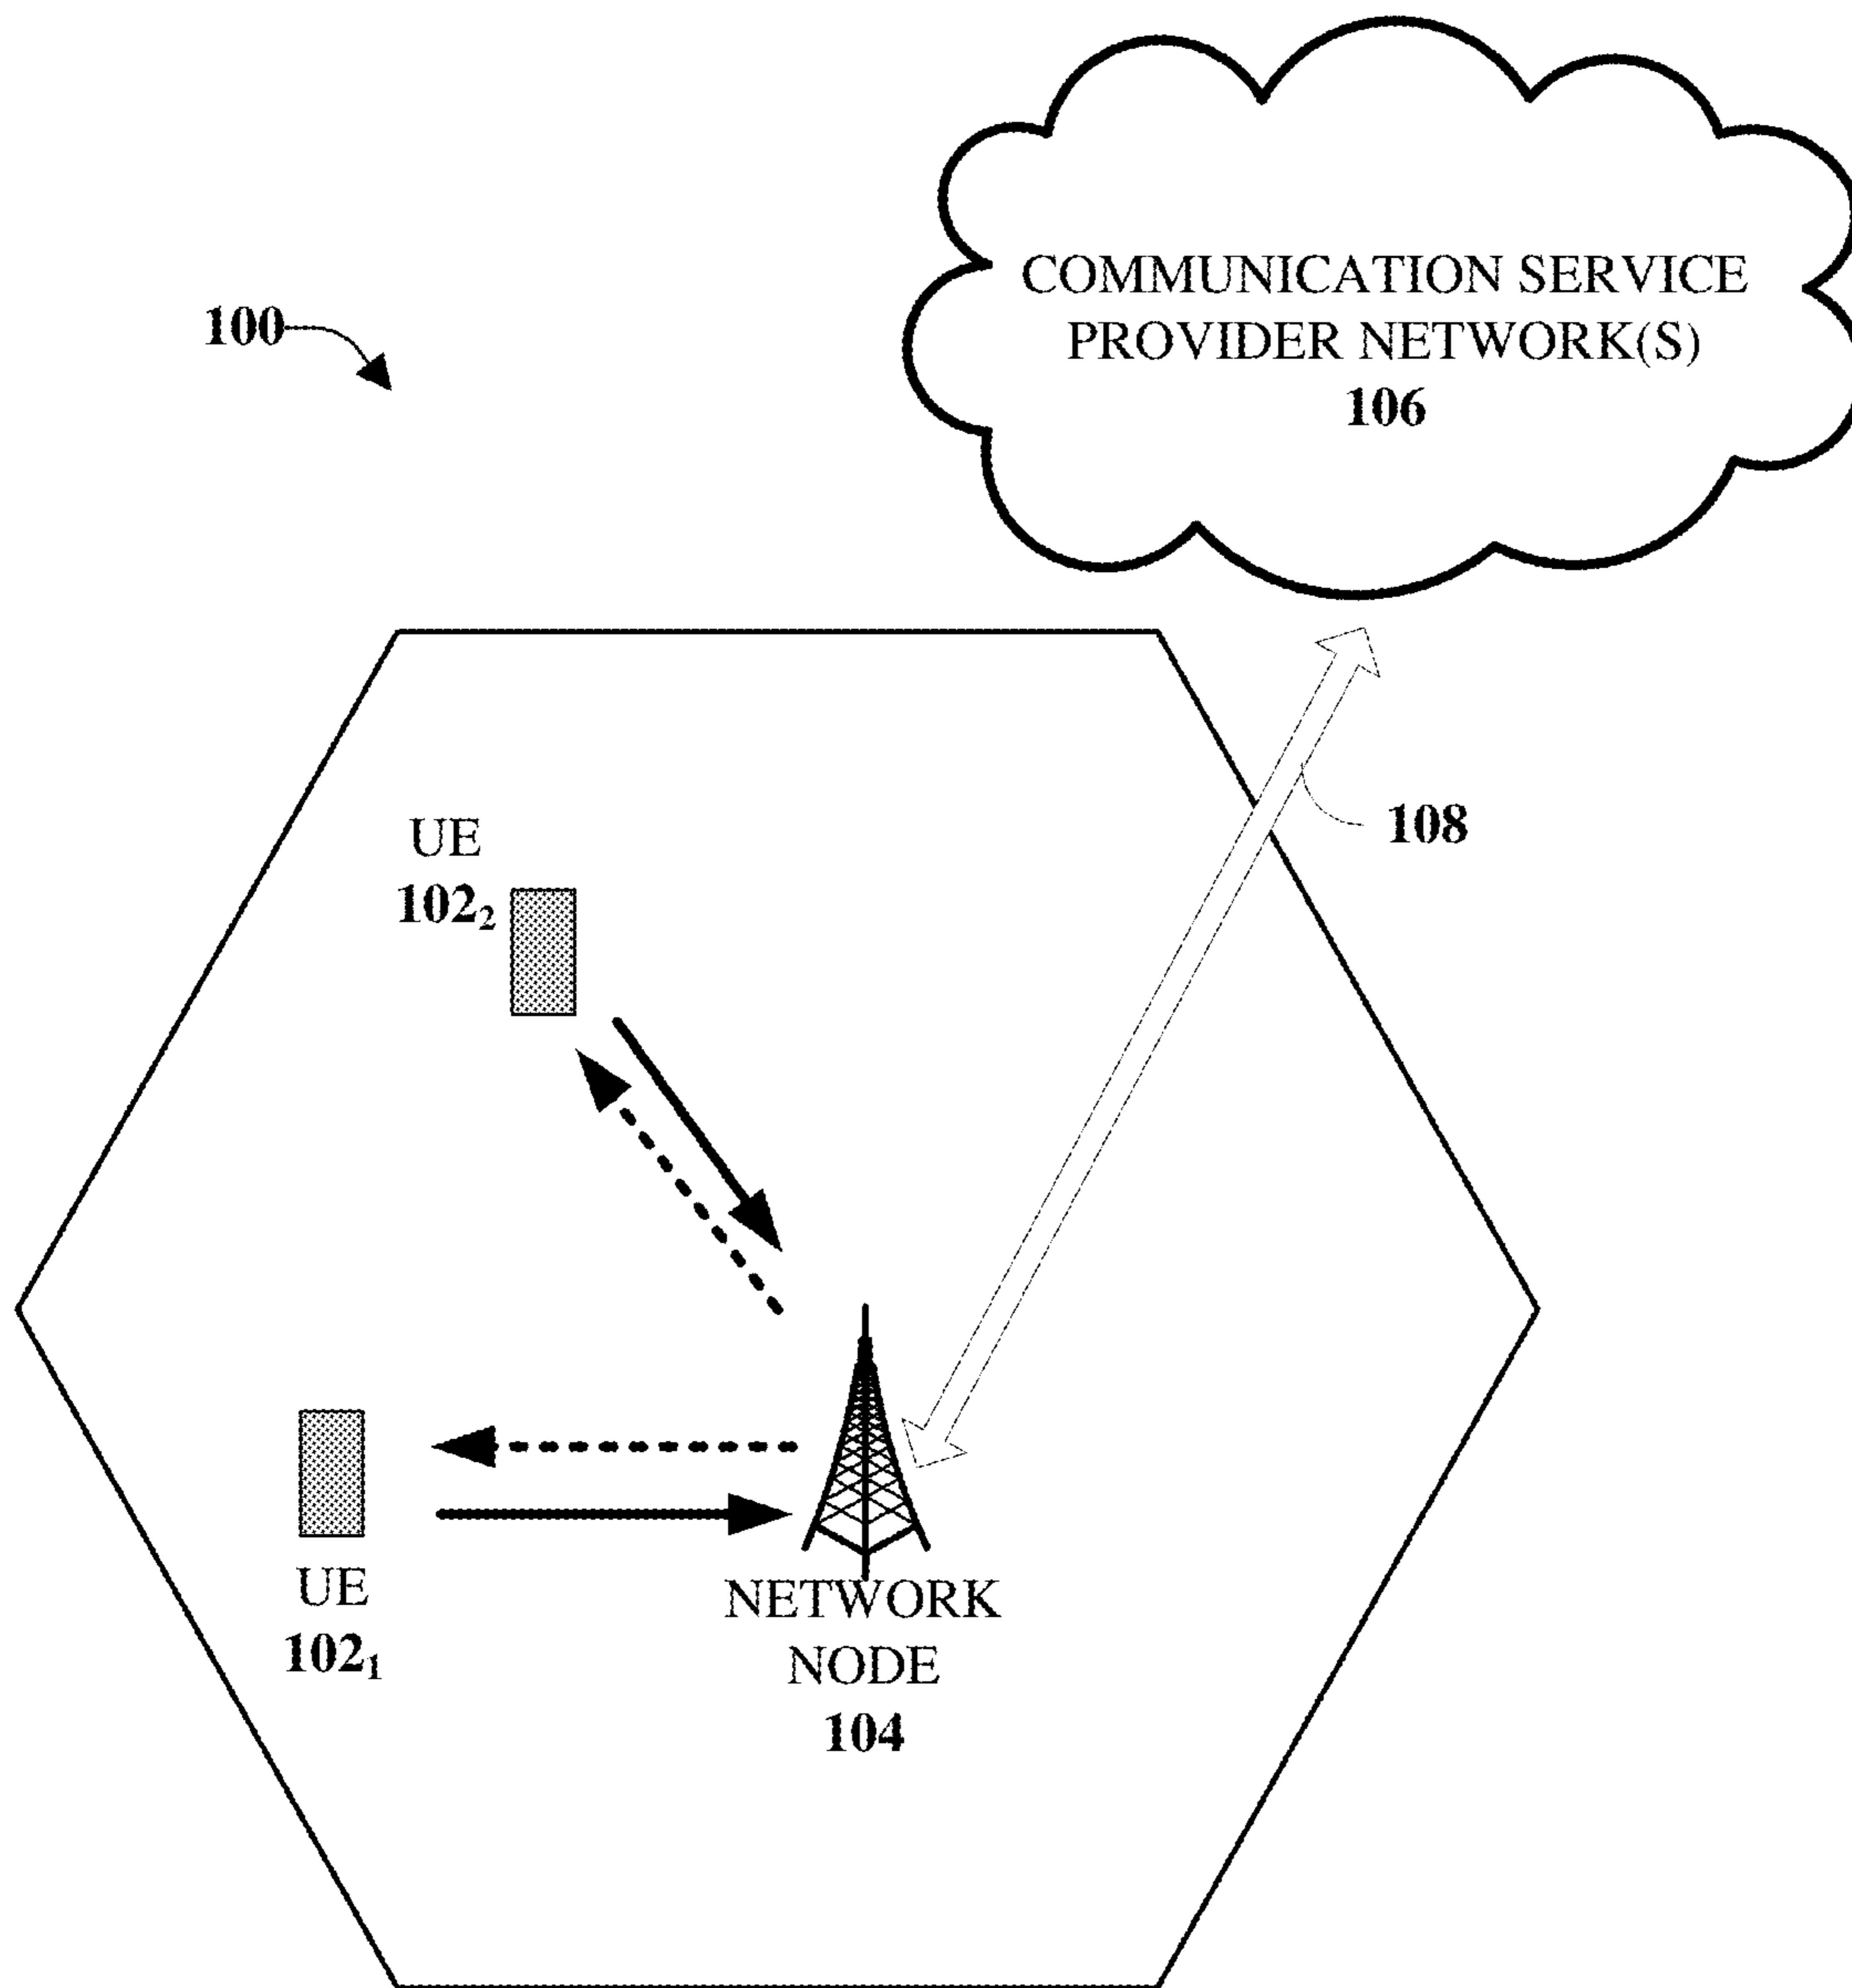 COMMUNICATION SERVICE
PROVIDER NETWORK(S)
106
100
108
UE
102₂
UE
102₁
NETWORK
NODE
104